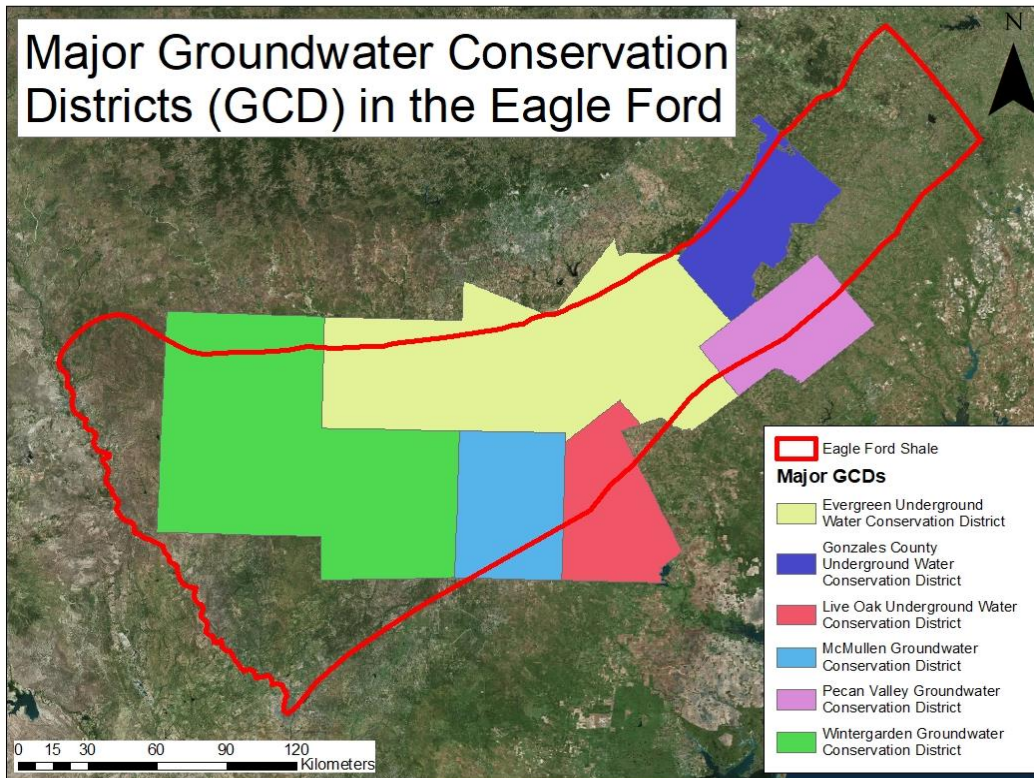 Major Groundwater Conservation
Districts (GCD) in the Eagle Ford
N
Eagle Ford Shale
Major GCDs
Evergreen Underground
Water Conservation District
Gonzales County
Underground Water
Conservation District
Live Oak Underground Water
Conservation District
McMullen Groundwater
Conservation District
Pecan Valley Groundwater
Conservation District
Wintergarden Groundwater
Conservation District
0 15 30 60 90 120
Kilometers